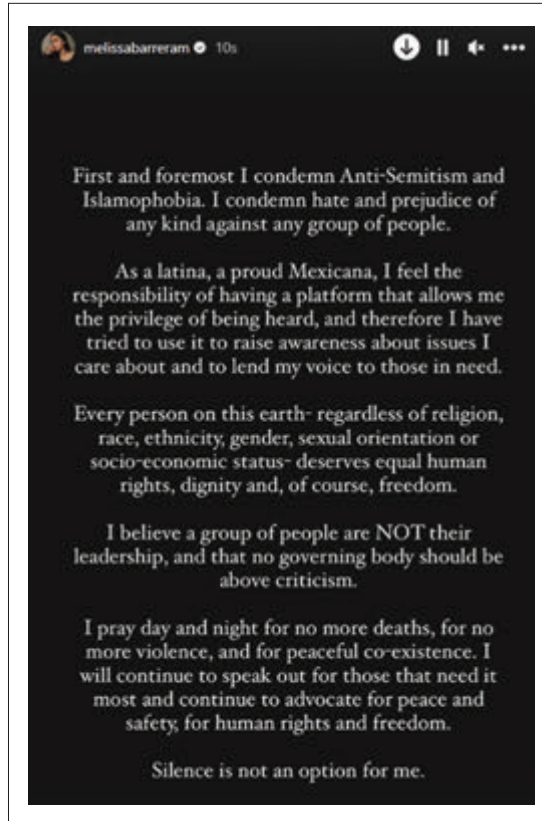 melissabarreram 10s
First and foremost I condemn Anti-Semitism and
Islamophobia. I condemn hate and prejudice of
any kind against any group of people.
As a latina, a proud Mexicana, I feel the
responsibility of having a platform that allows me
the privilege of being heard, and therefore I have
tried to use it to raise awareness about issues I
care about and to lend my voice to those in need.
Every person on this earth- regardless of religion,
race, ethnicity, gender, sexual orientation or
socio-economic status- deserves equal human
rights, dignity and, of course, freedom.
I believe a group of people are NOT their
leadership, and that no governing body should be
above criticism.
I pray day and night for no more deaths, for no
more violence, and for peaceful co-existence. I
will continue to speak out for those that need it
most and continue to advocate for peace and
safety, for human rights and freedom.
Silence is not an option for me.